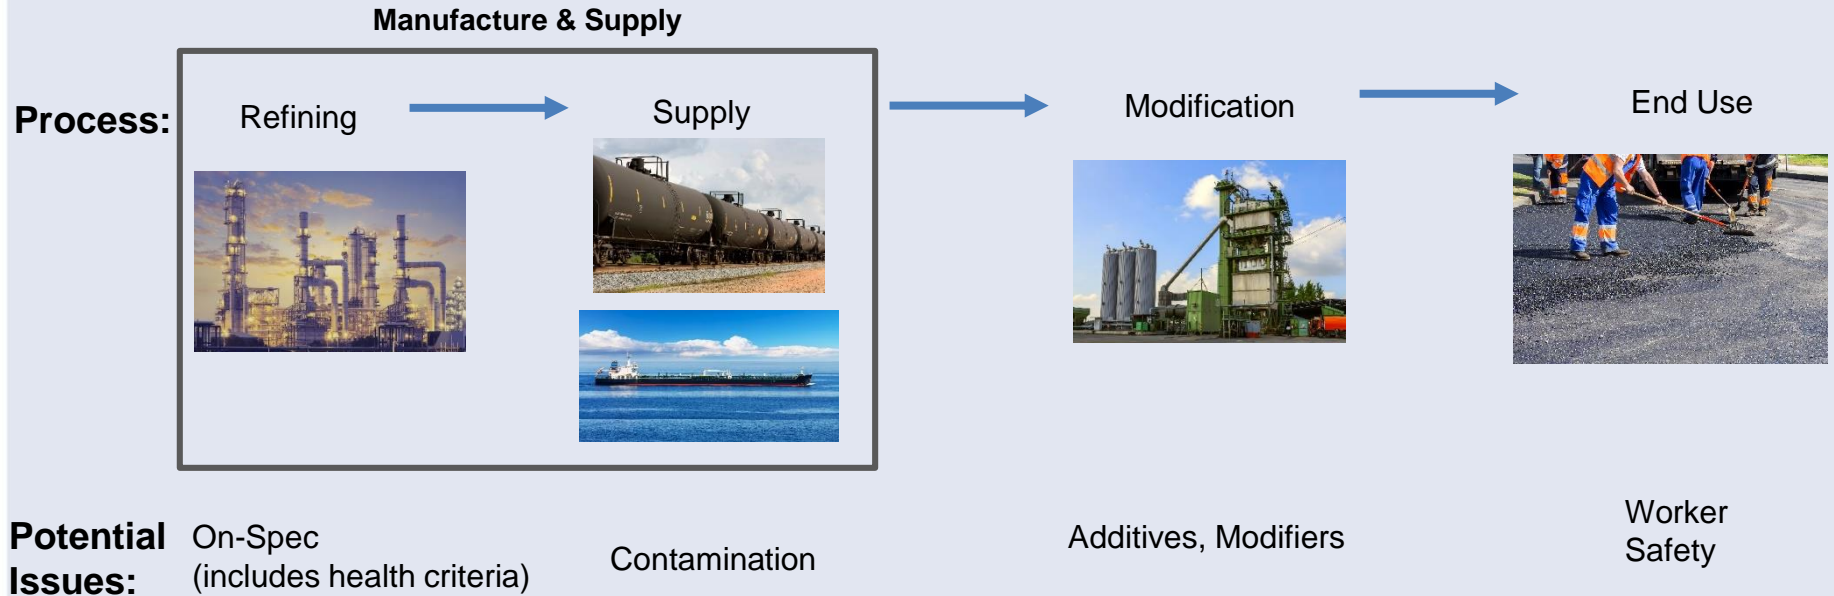 Manufacture & Supply
Process:
Refining
Supply
Modification
End Use
Potential
Issues:
On-Spec
(includes health criteria)
Contamination
Additives, Modifiers
Worker
Safety